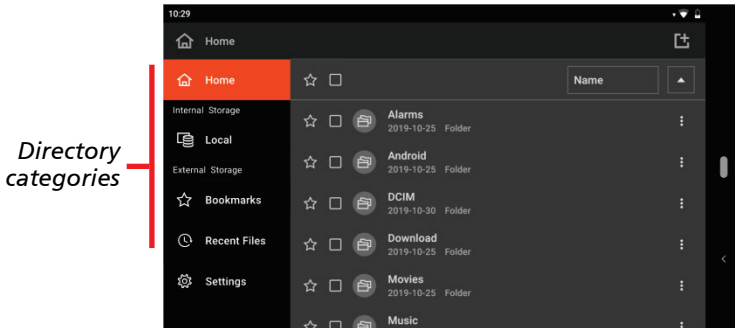 10:29
Home
Home
Name
Internal Storage
Local
External Storage
Bookmarks
Recent Files
Settings
Alarms
2019-10-25 Folder
Android
2019-10-25 Folder
DCIM
2019-10-30 Folder
Download
2019-10-25 Folder
Movies
2019-10-25 Folder
Music
Directory
categories